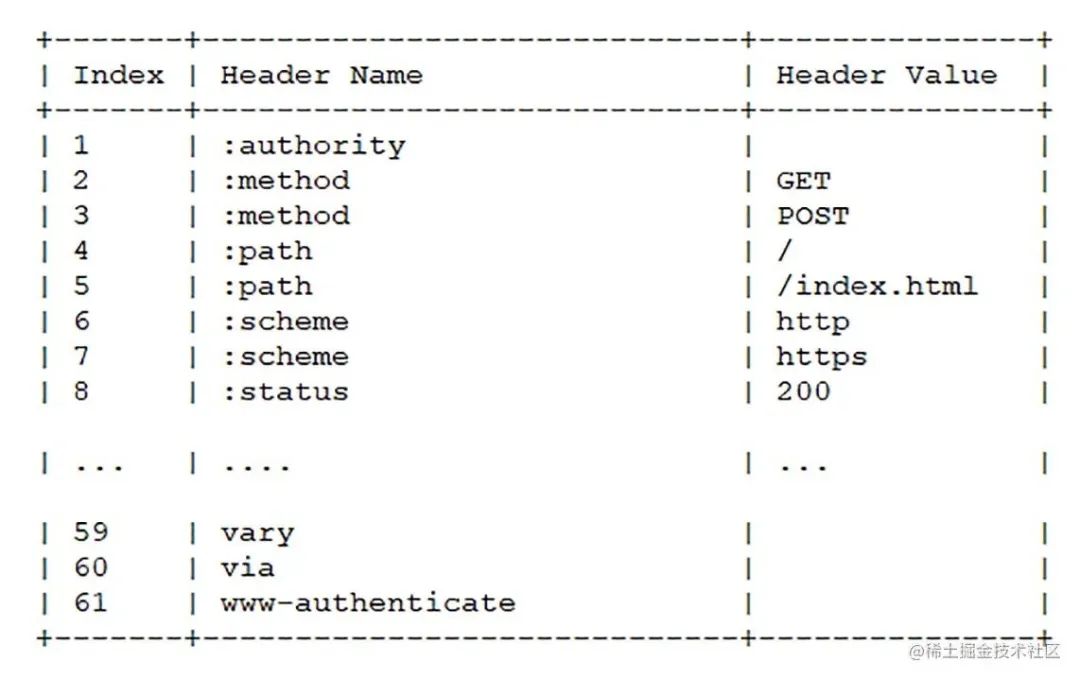 +-------+-----------------------------+---------------+
| Index | Header Name                 | Header Value  |
+-------+-----------------------------+---------------+
| 1     | :authority                  |               |
| 2     | :method                     | GET           |
| 3     | :method                     | POST          |
| 4     | :path                       | /             |
| 5     | :path                       | /index.html   |
| 6     | :scheme                     | http          |
| 7     | :scheme                     | https         |
| 8     | :status                     | 200           |
| ...   | ....                        | ...           |
| 59    | vary                        |               |
| 60    | via                         |               |
| 61    | www-authenticate            |               |
+-------+-----------------------------+---------------+
@稀土掘金技术社区